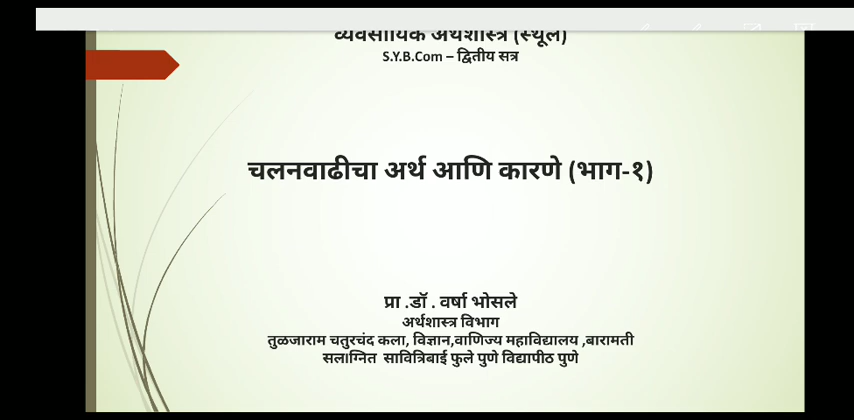 व्यवसायिक अर्थशास्त्र (स्थूल)
S.Y.B.Com – द्वितीय सत्र
चलनवाढीचा अर्थ आणि कारणे (भाग-१)
प्रा .डॉ . वर्षा भोसले
अर्थशास्त्र विभाग
तुळजाराम चतुरचंद कला, विज्ञान,वाणिज्य महाविद्यालय ,बारामती
सलाग्नित सावित्रिबाई फुले पुणे विद्यापीठ पुणे